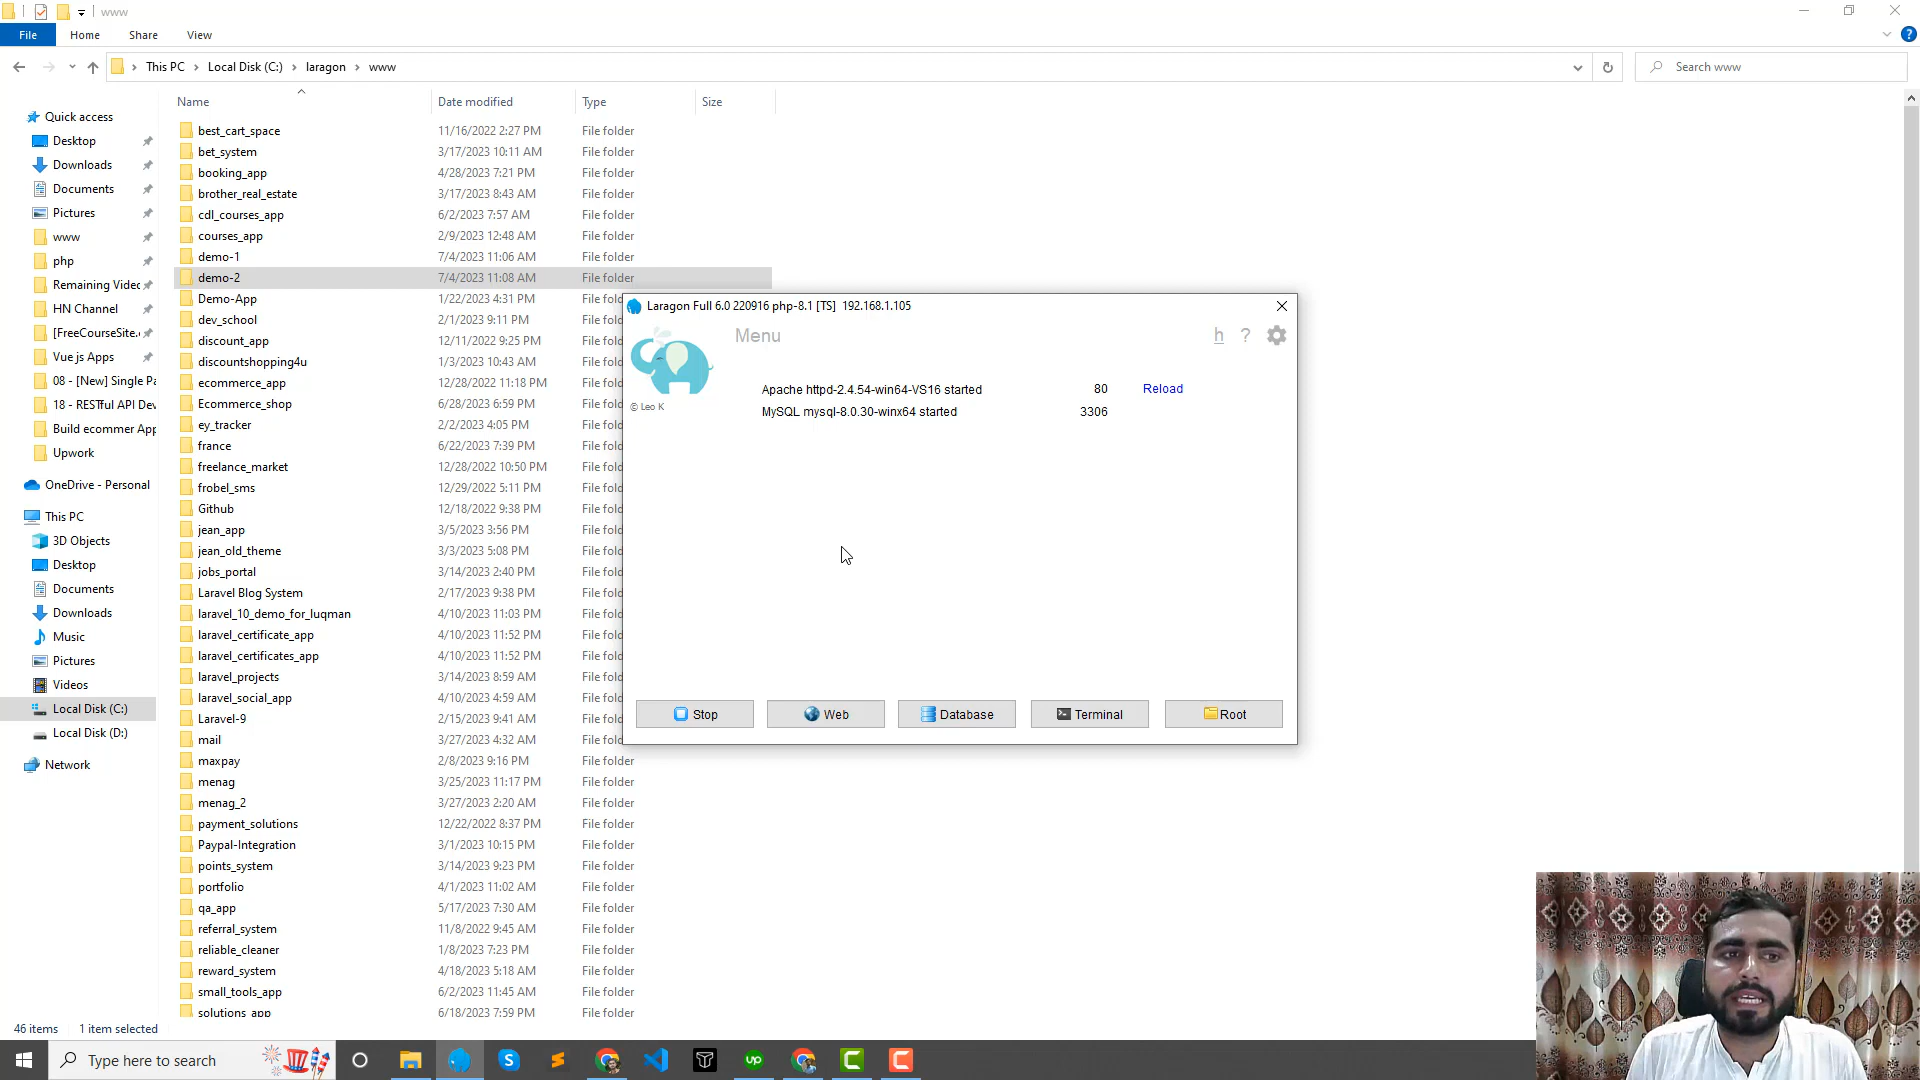 www
File Home Share View
This PC Local Disk (C:) laragon www
Search www
Name Date modified Type Size
Quick access
Desktop
Downloads
Documents
Pictures
www
php
Remaining Videc
HN Channel
[FreeCourseSite.
Vue js Apps
08 - [New] Single Pa
18 - RESTful API Dev
Build ecommer App
Upwork
OneDrive - Personal
This PC
3D Objects
Desktop
Documents
Downloads
Music
Pictures
Videos
Local Disk (C:)
Local Disk (D:)
Network
best_cart_space 11/16/2022 2:27 PM File folder
bet_system 3/17/2023 10:11 AM File folder
booking_app 4/28/2023 7:21 PM File folder
brother_real_estate 3/17/2023 8:43 AM File folder
cdl_courses_app 6/2/2023 7:57 AM File folder
courses_app 2/9/2023 12:48 AM File folder
demo-1 7/4/2023 11:06 AM File folder
demo-2 7/4/2023 11:08 AM File folder
Demo-App 1/22/2023 4:31 PM File fold
dev_school 2/1/2023 9:11 PM File fold
discount_app 12/11/2022 9:25 PM File fold
discountshopping4u 1/3/2023 10:43 AM File fold
ecommerce_app 12/28/2022 11:18 PM File fold
Ecommerce_shop 6/28/2023 6:59 PM File fold
ey_tracker 2/2/2023 4:05 PM File fold
france 6/22/2023 7:39 PM File fold
freelance_market 12/28/2022 10:50 PM File fold
frobel_sms 12/29/2022 5:11 PM File fold
Github 12/18/2022 9:38 PM File fold
jean_app 3/5/2023 3:56 PM File fold
jean_old_theme 3/3/2023 5:08 PM File fold
jobs_portal 3/14/2023 2:40 PM File fold
Laravel Blog System 2/17/2023 9:38 PM File fold
laravel_10_demo_for_luqman 4/10/2023 11:03 PM File fold
laravel_certificate_app 4/10/2023 11:52 PM File fold
laravel_certificates_app 4/10/2023 11:52 PM File fold
laravel_projects 3/14/2023 8:59 AM File fold
laravel_social_app 4/10/2023 4:59 AM File fold
Laravel-9 2/15/2023 9:41 AM File fold
mail 3/27/2023 4:32 AM File fold
maxpay 2/8/2023 9:16 PM File folder
menag 3/25/2023 11:17 PM File folder
menag_2 3/27/2023 2:20 AM File folder
payment_solutions 12/22/2022 8:37 PM File folder
Paypal-Integration 3/1/2023 10:15 PM File folder
points_system 3/14/2023 9:23 PM File folder
portfolio 4/1/2023 11:02 AM File folder
qa_app 5/17/2023 7:30 AM File folder
referral_system 11/8/2022 9:45 AM File folder
reliable_cleaner 1/8/2023 7:23 PM File folder
reward_system 4/18/2023 5:18 AM File folder
small_tools_app 6/2/2023 11:45 AM File folder
solutions_app 6/18/2023 7:59 PM File folder
Laragon Full 6.0 220916 php-8.1 [TS] 192.168.1.105
Menu h ?
© Leo K
Apache httpd-2.4.54-win64-VS16 started 80 Reload
MySQL mysql-8.0.30-winx64 started 3306
Stop Web Database Terminal Root
46 items 1 item selected
Type here to search